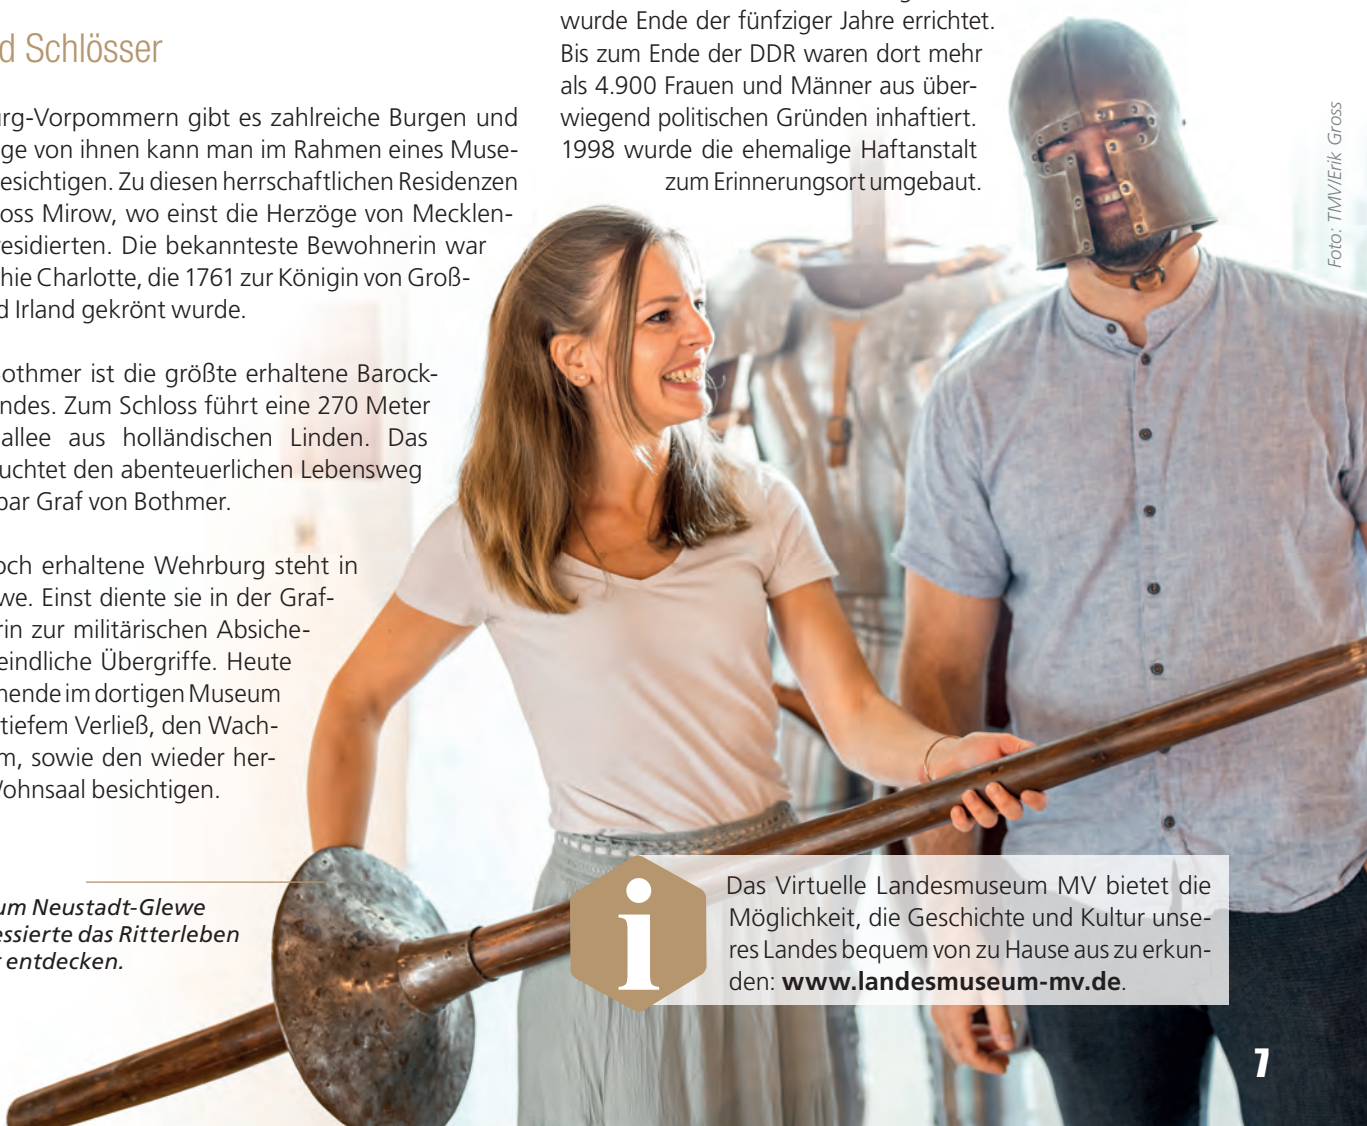 d Schlösser
urg-Vorpommern gibt es zahlreiche Burgen und
ige von ihnen kann man im Rahmen eines Muse-
esichtigen. Zu diesen herrschaftlichen Residenzen
oss Mirow, wo einst die Herzöge von Mecklen-
residierten. Die bekannteste Bewohnerin war
hie Charlotte, die 1761 zur Königin von Groß-
d Irland gekrönt wurde.
Bothmer ist die größte erhaltene Barock-
ndes. Zum Schloss führt eine 270 Meter
allee aus holländischen Linden. Das
uchtet den abenteuerlichen Lebensweg
par Graf von Bothmer.
och erhaltene Wehrburg steht in
we. Einst diente sie in der Graf-
rin zur militärischen Absiche-
eindliche Übergriffe. Heute
hende im dortigen Museum
tiefem Verließ, den Wach-
m, sowie den wieder her-
Wohnsaal besichtigen.
um Neustadt-Glewe
essierte das Ritterleben
r entdecken.
wurde Ende der fünfziger Jahre errichtet.
Bis zum Ende der DDR waren dort mehr
als 4.900 Frauen und Männer aus über-
wiegend politischen Gründen inhaftiert.
1998 wurde die ehemalige Haftanstalt
zum Erinnerungsort umgebaut.
Foto: TMV/Erik Gross
i
Das Virtuelle Landesmuseum MV bietet die
Möglichkeit, die Geschichte und Kultur unse-
res Landes bequem von zu Hause aus zu erkun-
den: www.landesmuseum-mv.de.
7